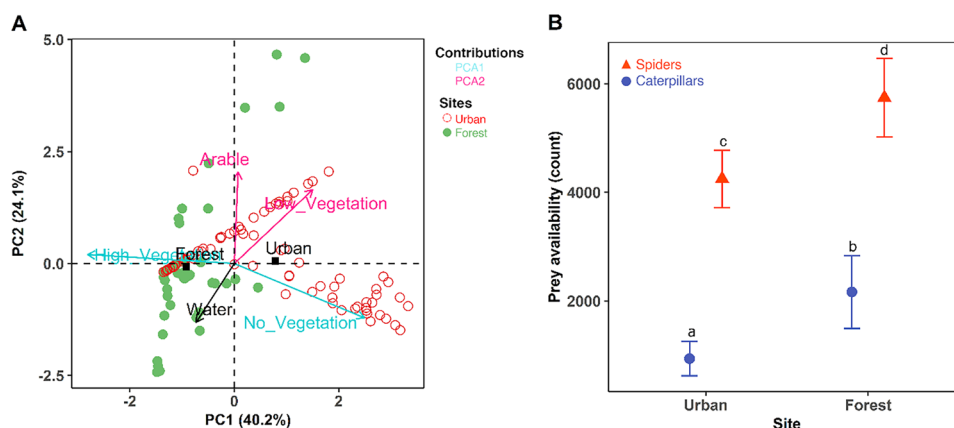 A
PC2 (24.1%)
5.0
2.5
0.0
-2.5
-2
0
2
PC1 (40.2%)
Arable
Low_Vegetation
High_Vege
Forest
Urban
Water
No_Vegetation
Contributions
PCA1
PCA2
Sites
Urban
Forest
B
Prey availability (count)
6000
4000
2000
Spiders
Caterpillars
a
c
b
d
Urban
Forest
Site